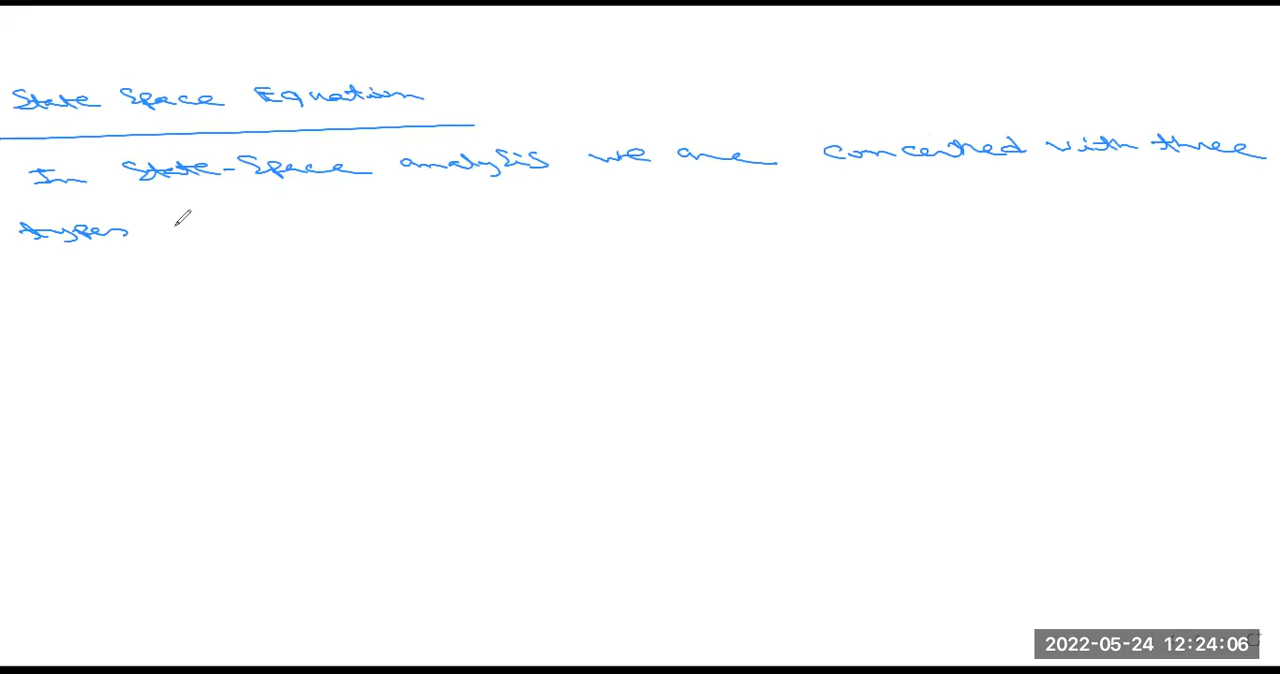 State Space Equation
In State-Space analysis we are concerned with three
types
2022-05-24 12:24:06